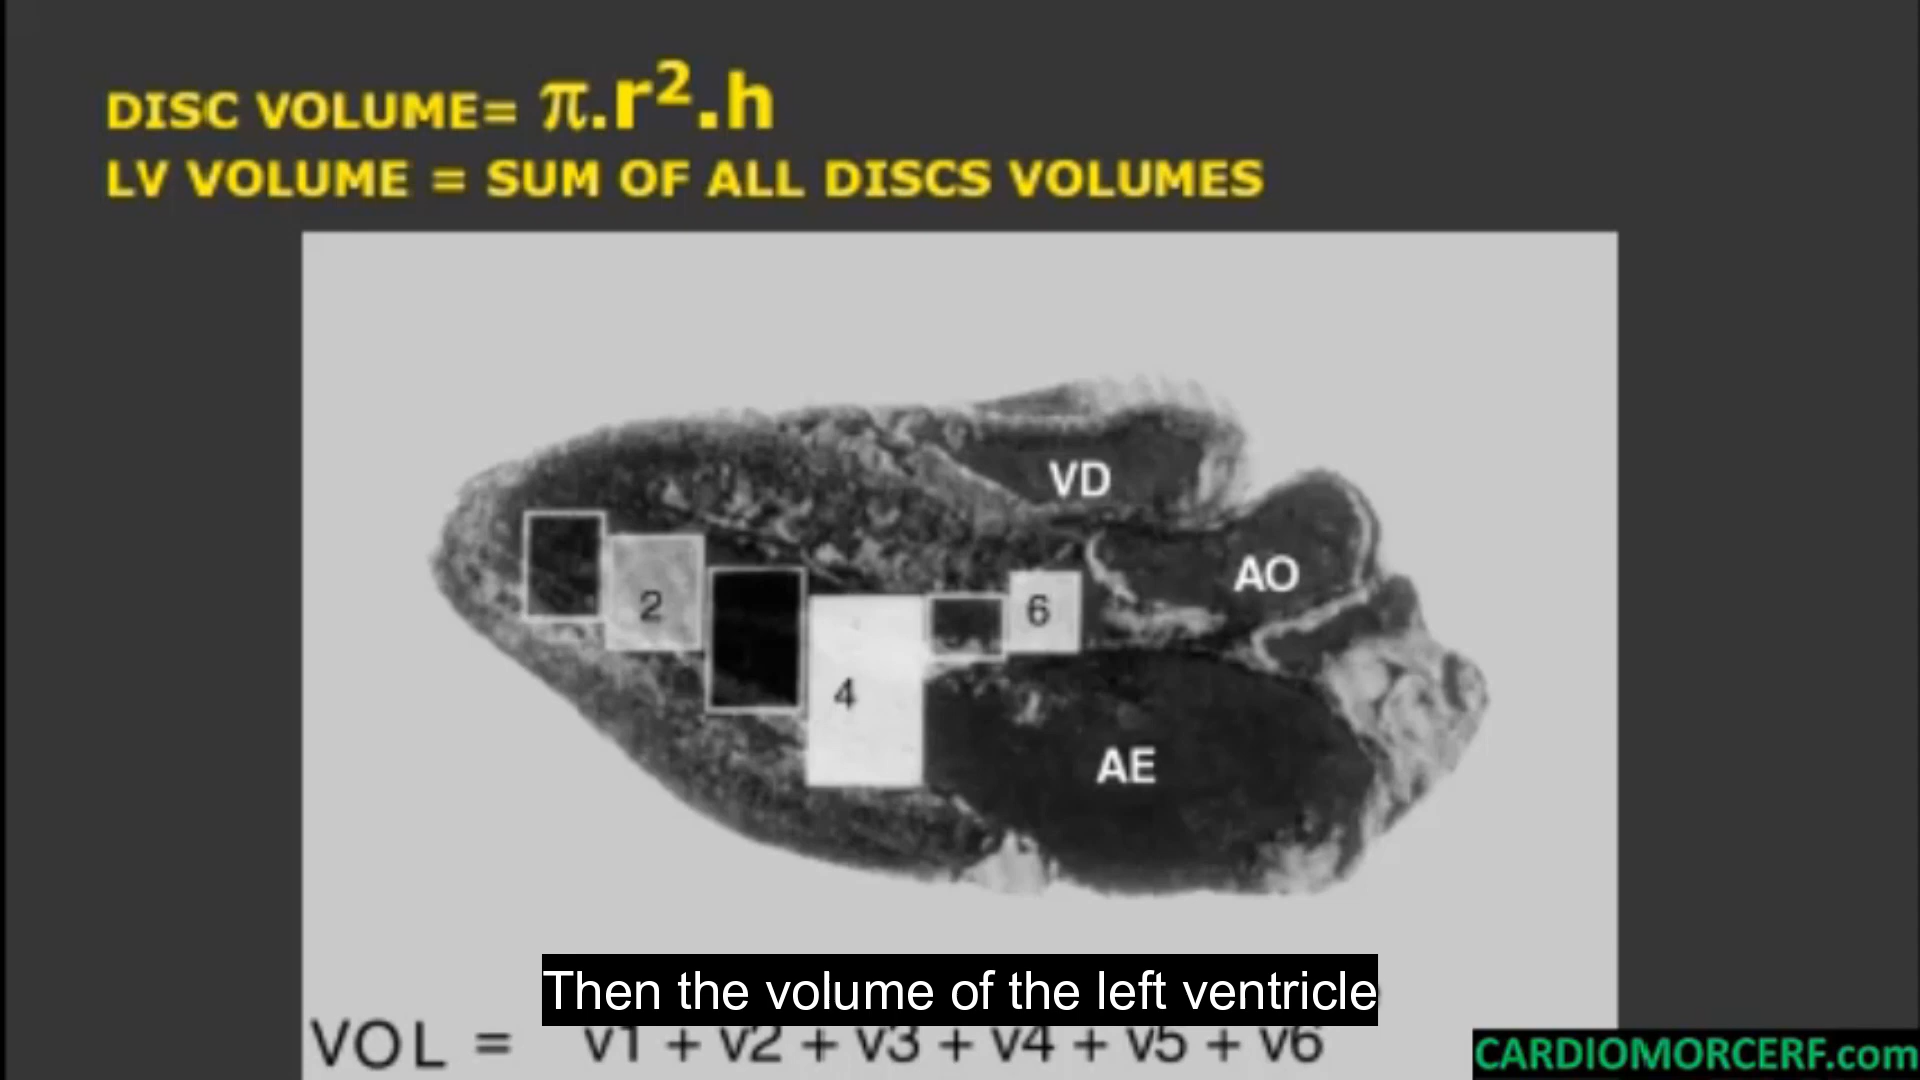 DISC VOLUME= π.r².h
LV VOLUME = SUM OF ALL DISCS VOLUMES
VD
AO
2
6
4
AE
Then the volume of the left ventricle
VOL = v1 + v2 + v3 + v4 + v5 + v6
CARDIOMORCERF.com